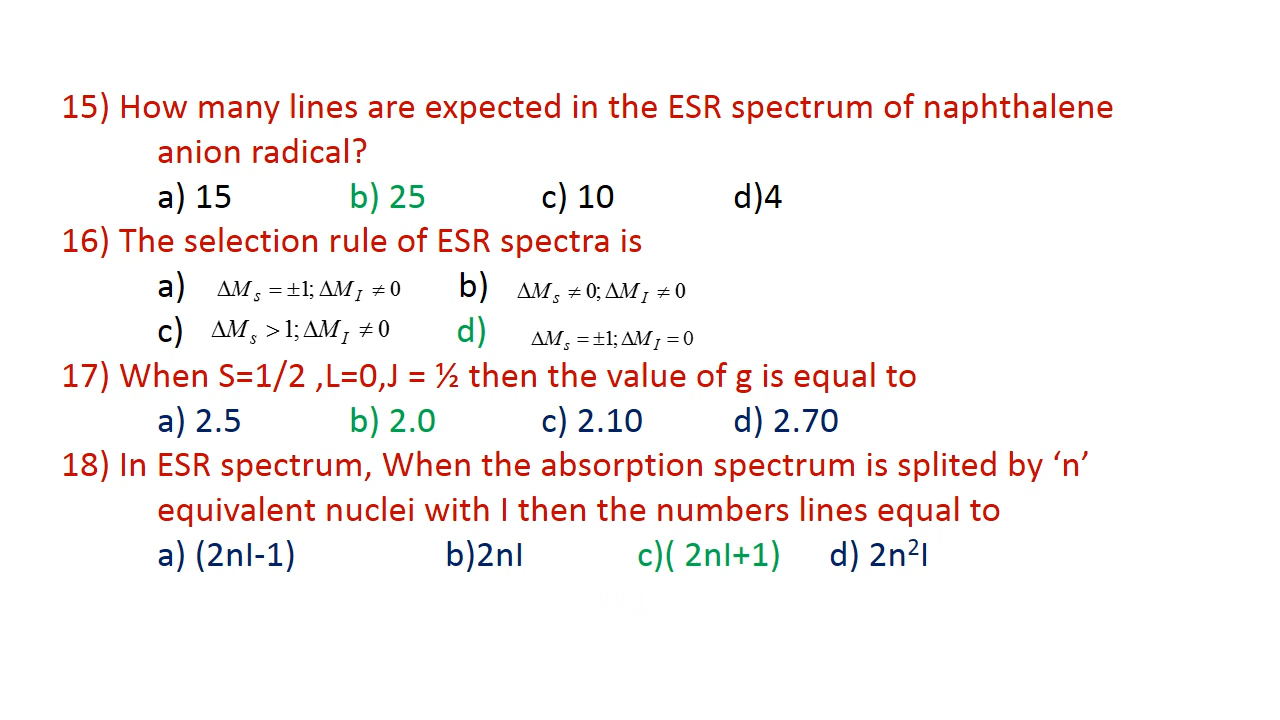 15) How many lines are expected in the ESR spectrum of naphthalene
anion radical?
a) 15 b) 25 c) 10 d)4
16) The selection rule of ESR spectra is
a) ΔMₛ = ±1; ΔM_I ≠ 0 b) ΔMₛ ≠ 0; ΔM_I ≠ 0
c) ΔMₛ > 1; ΔM_I ≠ 0 d) ΔMₛ = ±1; ΔM_I = 0
17) When S=1/2 ,L=0,J = ½ then the value of g is equal to
a) 2.5 b) 2.0 c) 2.10 d) 2.70
18) In ESR spectrum, When the absorption spectrum is splited by ‘n’
equivalent nuclei with I then the numbers lines equal to
a) (2nI-1) b)2nI c)( 2nI+1) d) 2n²I